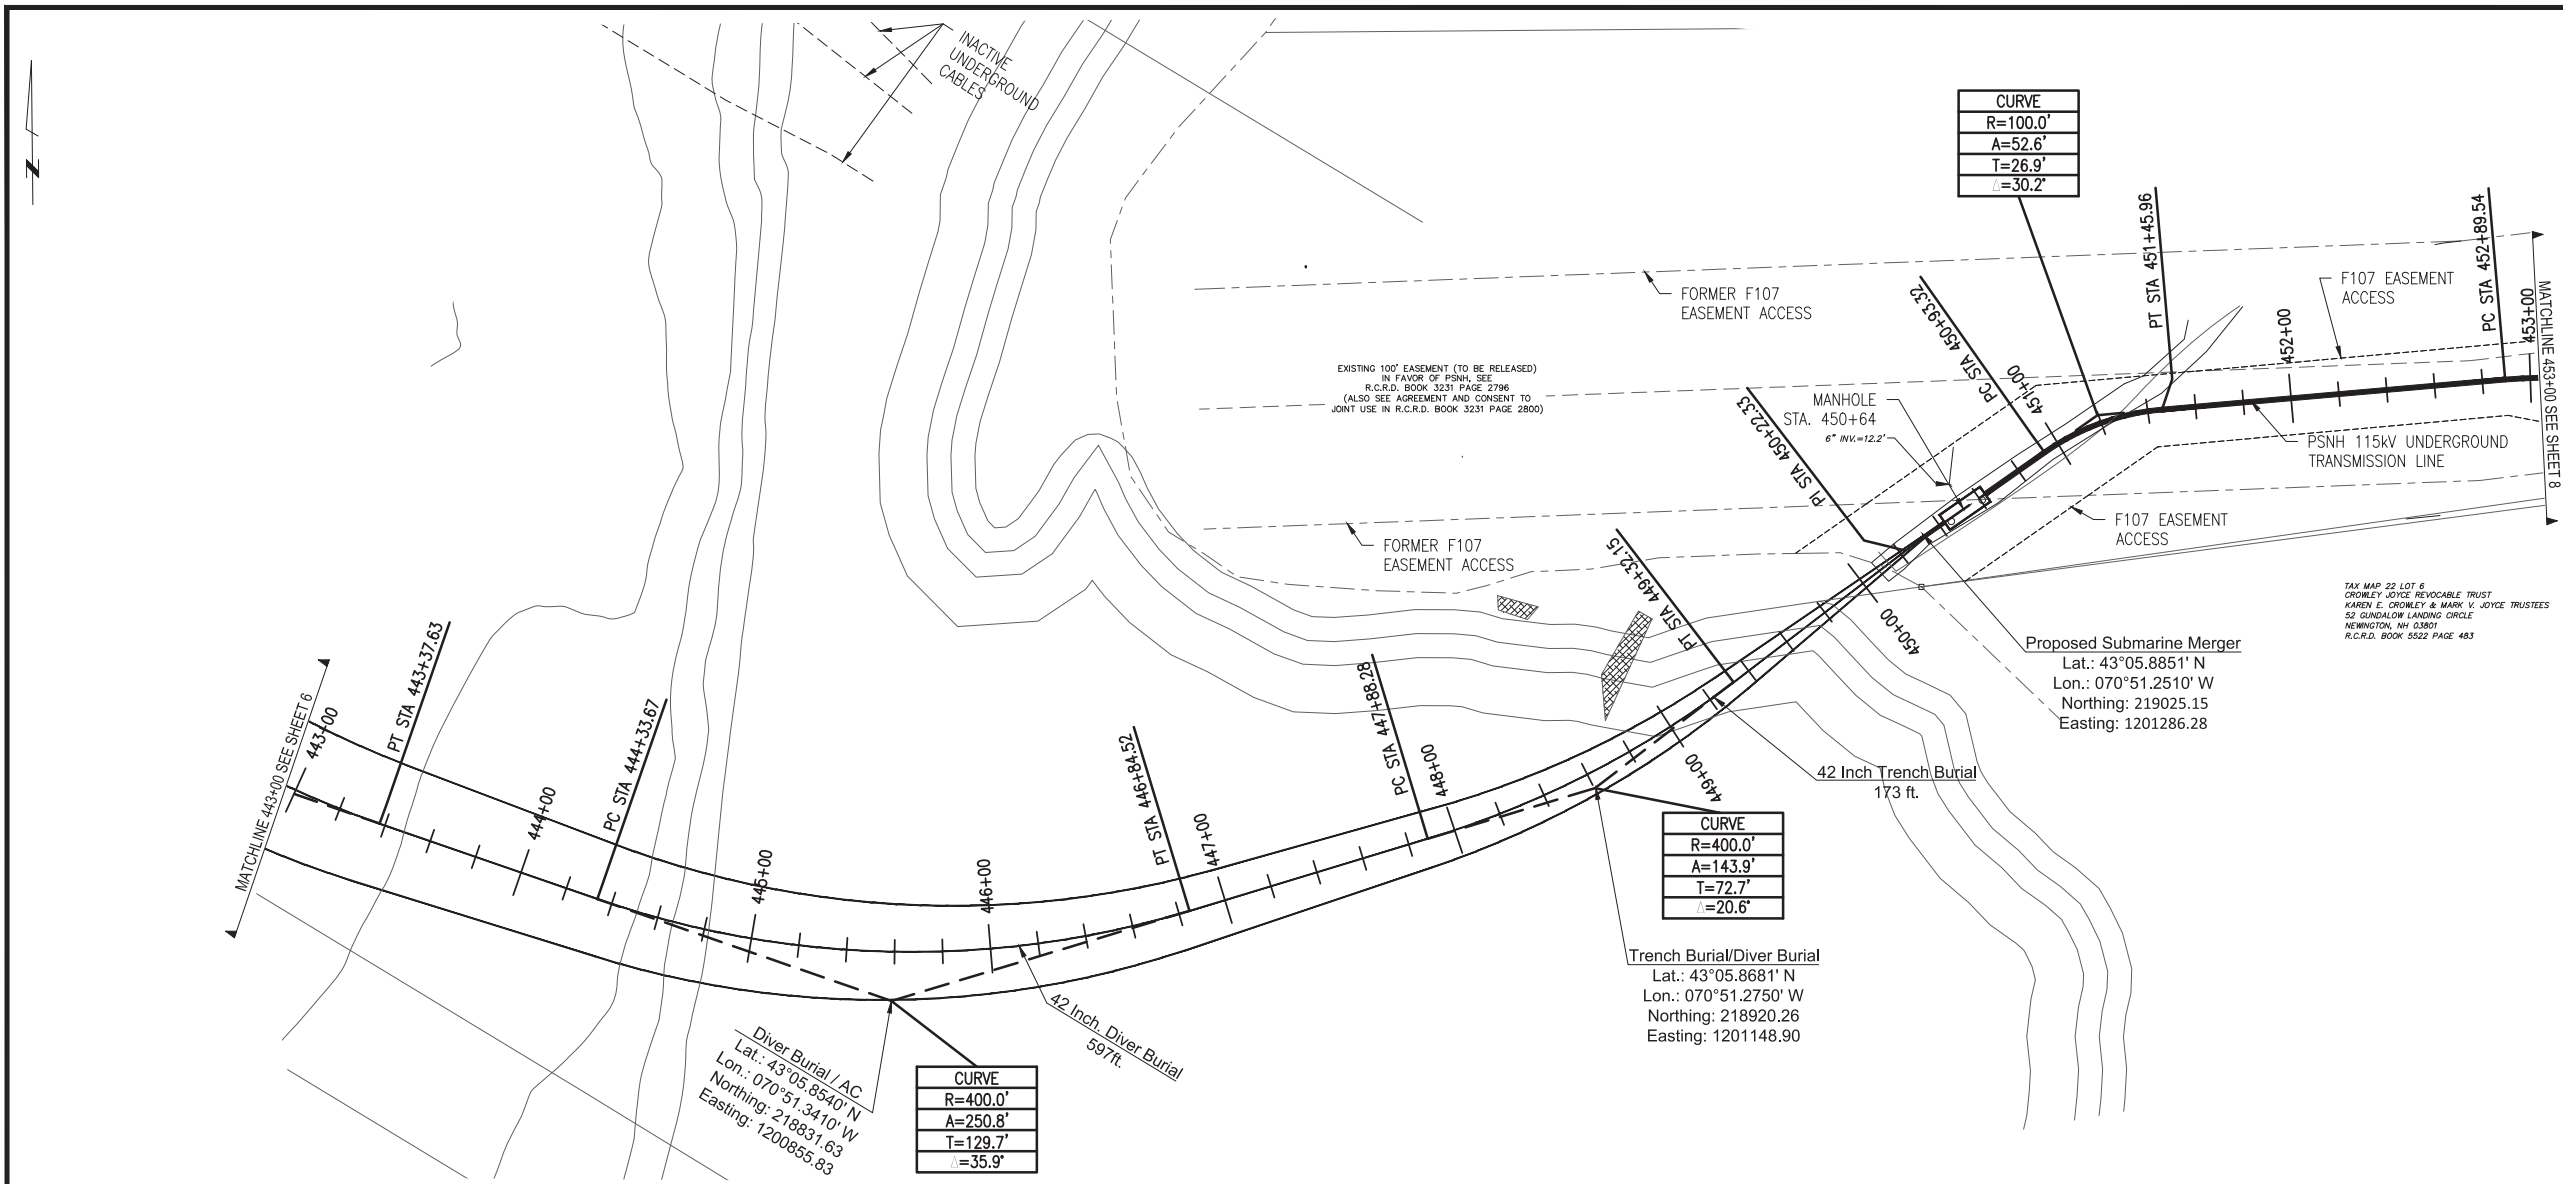 N
INACTIVE
UNDERGROUND
CABLES
CURVE
R=100.0'
A=52.6'
T=26.9'
△=30.2°
FORMER F107
EASEMENT ACCESS
EXISTING 100' EASEMENT (TO BE RELEASED)
IN FAVOR OF PSNH, SEE
R.C.R.D. BOOK 3231 PAGE 2796
(ALSO SEE AGREEMENT AND CONSENT TO
JOINT USE IN R.C.R.D. BOOK 3231 PAGE 2800)
FORMER F107
EASEMENT ACCESS
MANHOLE
STA. 450+64
6" INV.=12.2'
PI STA 450+22.33
PC STA 450+93.32
451+00
PT STA 451+45.96
452+00
F107 EASEMENT
ACCESS
PC STA 452+89.54
453+00
MATCHLINE 453+00 SEE SHEET 8
PSNH 115kV UNDERGROUND
TRANSMISSION LINE
F107 EASEMENT
ACCESS
TAX MAP 22 LOT 6
CROWLEY JOYCE REVOCABLE TRUST
KAREN E. CROWLEY & MARK V. JOYCE TRUSTEES
52 GUNDALOW LANDING CIRCLE
NEWINGTON, NH 03801
R.C.R.D. BOOK 5522 PAGE 483
450+00
Proposed Submarine Merger
Lat.: 43°05.8851' N
Lon.: 070°51.2510' W
Northing: 219025.15
Easting: 1201286.28
MATCHLINE 443+00 SEE SHEET 6
443+00
PT STA 443+37.63
444+00
PC STA 444+33.67
445+00
446+00
PT STA 446+84.52
447+00
PC STA 447+88.28
448+00
PT STA 449+32.15
449+00
42 Inch Trench Burial
173 ft.
CURVE
R=400.0'
A=143.9'
T=72.7'
△=20.6°
Trench Burial/Diver Burial
Lat.: 43°05.8681' N
Lon.: 070°51.2750' W
Northing: 218920.26
Easting: 1201148.90
42 Inch. Diver Burial
597ft.
Diver Burial / AC
Lat.: 43°05.8540' N
Lon.: 070°51.3410' W
Northing: 218831.63
Easting: 1200855.83
CURVE
R=400.0'
A=250.8'
T=129.7'
△=35.9°